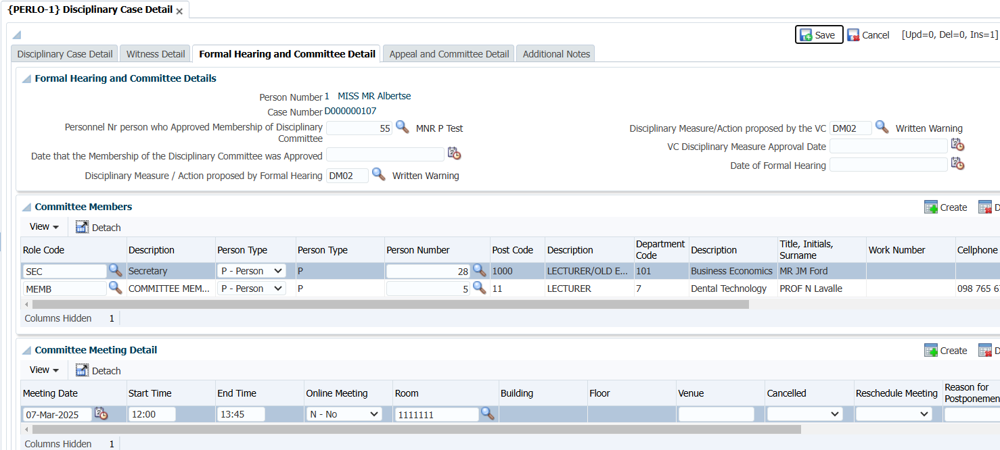 {PERLO-1} Disciplinary Case Detail
Save Cancel [Upd=0, Del=0, Ins=1]
Disciplinary Case Detail Witness Detail Formal Hearing and Committee Detail Appeal and Committee Detail Additional Notes
Formal Hearing and Committee Details
Person Number 1 MISS MR Albertse
Case Number D000000107
Personnel Nr person who Approved Membership of Disciplinary
Committee
55 MNR P Test
Date that the Membership of the Disciplinary Committee was Approved
Disciplinary Measure / Action proposed by Formal Hearing DM02 Written Warning
Disciplinary Measure/Action proposed by the VC DM02 Written Warning
VC Disciplinary Measure Approval Date
Date of Formal Hearing
Committee Members
Create D
View Detach
Role Code Description Person Type Person Type Person Number Post Code Description Department Code Description Title, Initials, Surname Work Number Cellphone
SEC Secretary P - Person P 28 1000 LECTURER/OLD E... 101 Business Economics MR JM Ford
MEMB COMMITTEE MEM... P - Person P 5 11 LECTURER 7 Dental Technology PROF N Lavalle 098 765 6
Columns Hidden 1
Committee Meeting Detail
Create D
View Detach
Meeting Date Start Time End Time Online Meeting Room Building Floor Venue Cancelled Reschedule Meeting Reason for Postponemen
07-Mar-2025 12:00 13:45 N - No 1111111
Columns Hidden 1